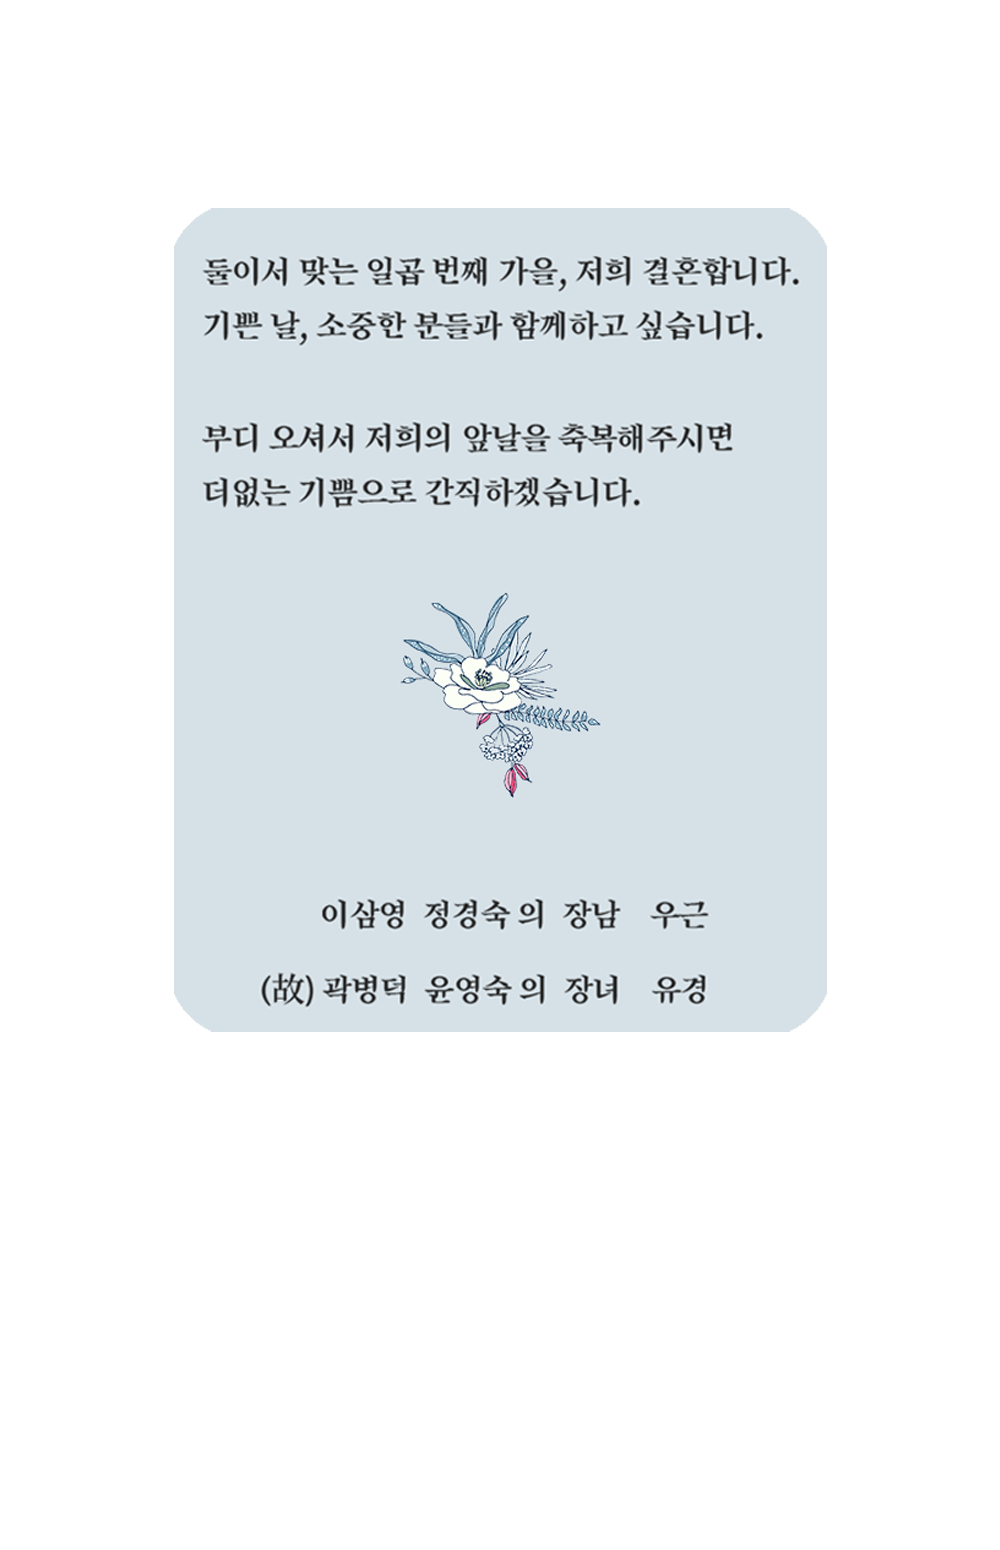 둘이서 맞는 일곱 번째 가을, 저희 결혼합니다.
기쁜 날, 소중한 분들과 함께하고 싶습니다.
부디 오셔서 저희의 앞날을 축복해주시면
더없는 기쁨으로 간직하겠습니다.
이삼영 정경숙 의 장남 우근
(故) 곽병덕 윤영숙 의 장녀 유경